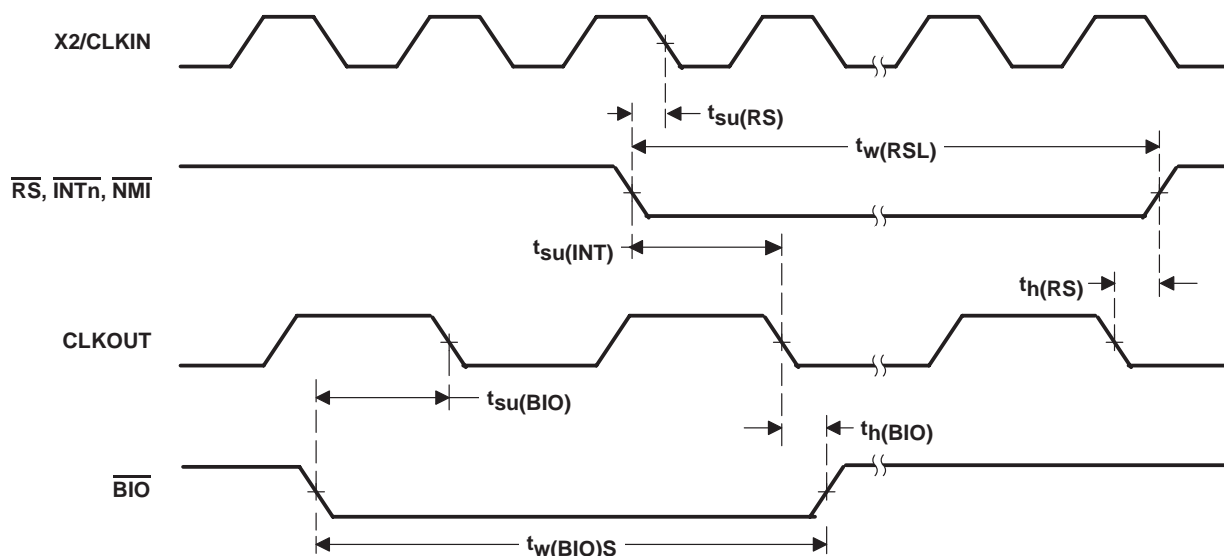 X2/CLKIN
tsu(RS)
tw(RSL)
RS, INTn, NMI
tsu(INT)
th(RS)
CLKOUT
tsu(BIO)
th(BIO)
BIO
tw(BIO)S